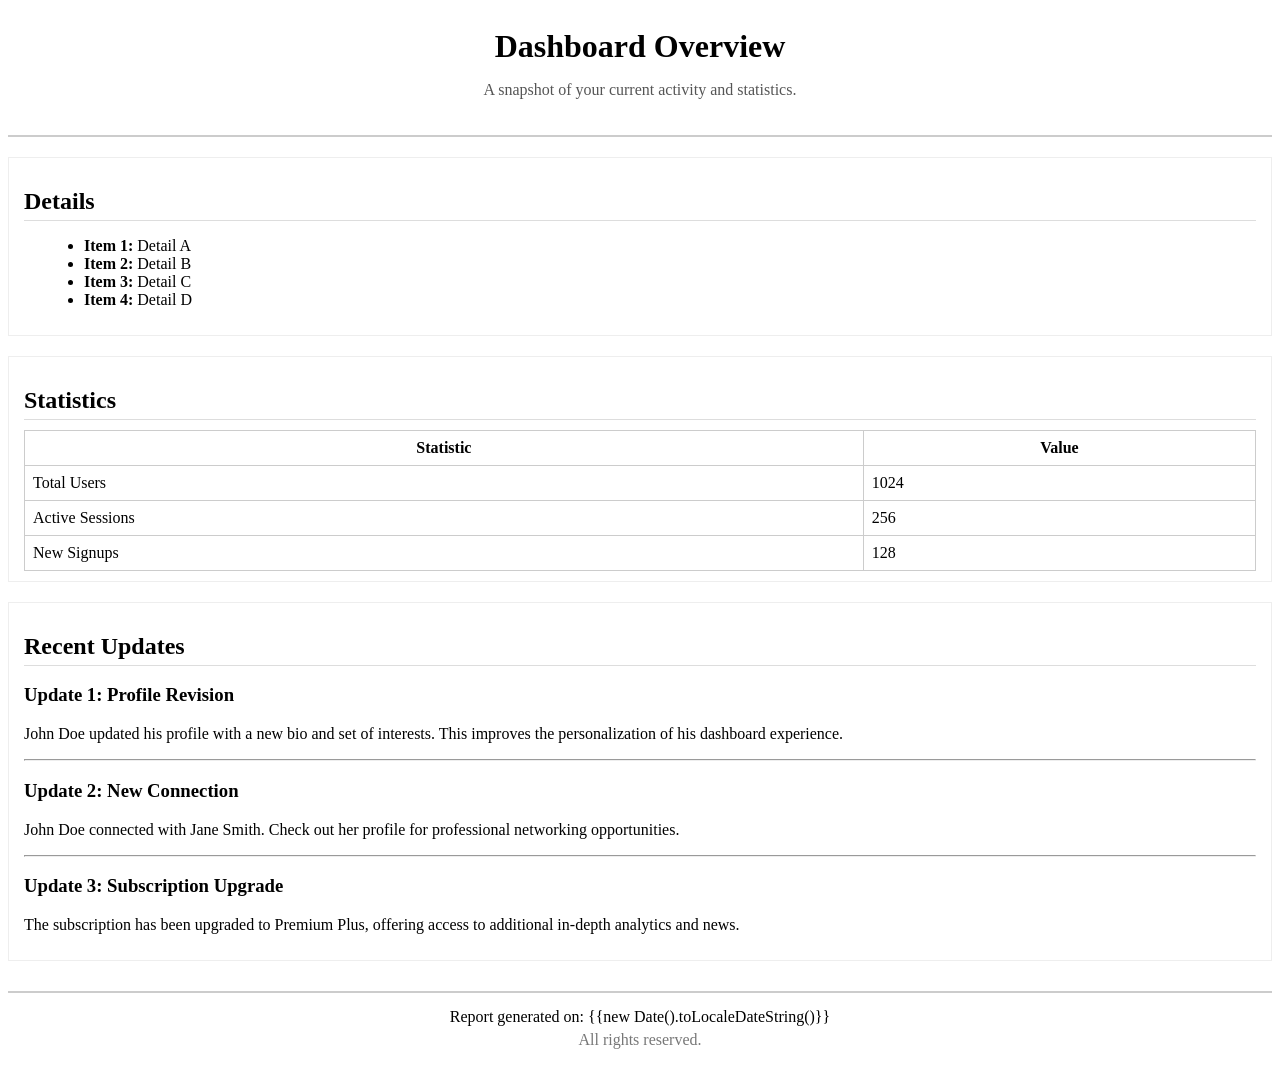 Dashboard Overview
A snapshot of your current activity and statistics.
Details
Item 1: Detail A
Item 2: Detail B
Item 3: Detail C
Item 4: Detail D
Statistics
Statistic Value
Total Users 1024
Active Sessions 256
New Signups 128
Recent Updates
Update 1: Profile Revision
John Doe updated his profile with a new bio and set of interests. This improves the personalization of his dashboard experience.
Update 2: New Connection
John Doe connected with Jane Smith. Check out her profile for professional networking opportunities.
Update 3: Subscription Upgrade
The subscription has been upgraded to Premium Plus, offering access to additional in-depth analytics and news.
Report generated on: {{new Date().toLocaleDateString()}}
All rights reserved.